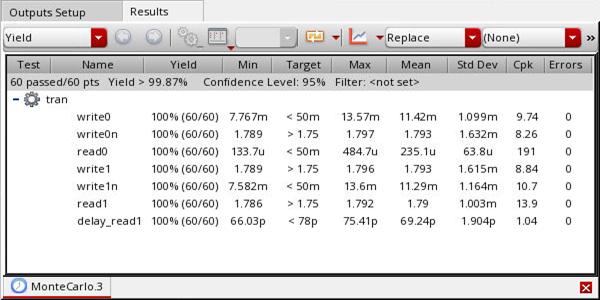 Outputs Setup Results
Yield Replace (None) »
Test Name Yield Min Target Max Mean Std Dev Cpk Errors
60 passed/60 pts Yield > 99.87% Confidence Level: 95% Filter: <not set>
tran
write0 100% (60/60) 7.767m < 50m 13.57m 11.42m 1.099m 9.74 0
write0n 100% (60/60) 1.789 > 1.75 1.797 1.793 1.632m 8.26 0
read0 100% (60/60) 133.7u < 50m 484.7u 235.1u 63.8u 191 0
write1 100% (60/60) 1.789 > 1.75 1.796 1.793 1.615m 8.84 0
write1n 100% (60/60) 7.582m < 50m 13.6m 11.29m 1.164m 10.7 0
read1 100% (60/60) 1.786 > 1.75 1.792 1.79 1.003m 13.9 0
delay_read1 100% (60/60) 66.03p < 78p 75.41p 69.24p 1.904p 1.04 0
MonteCarlo.3